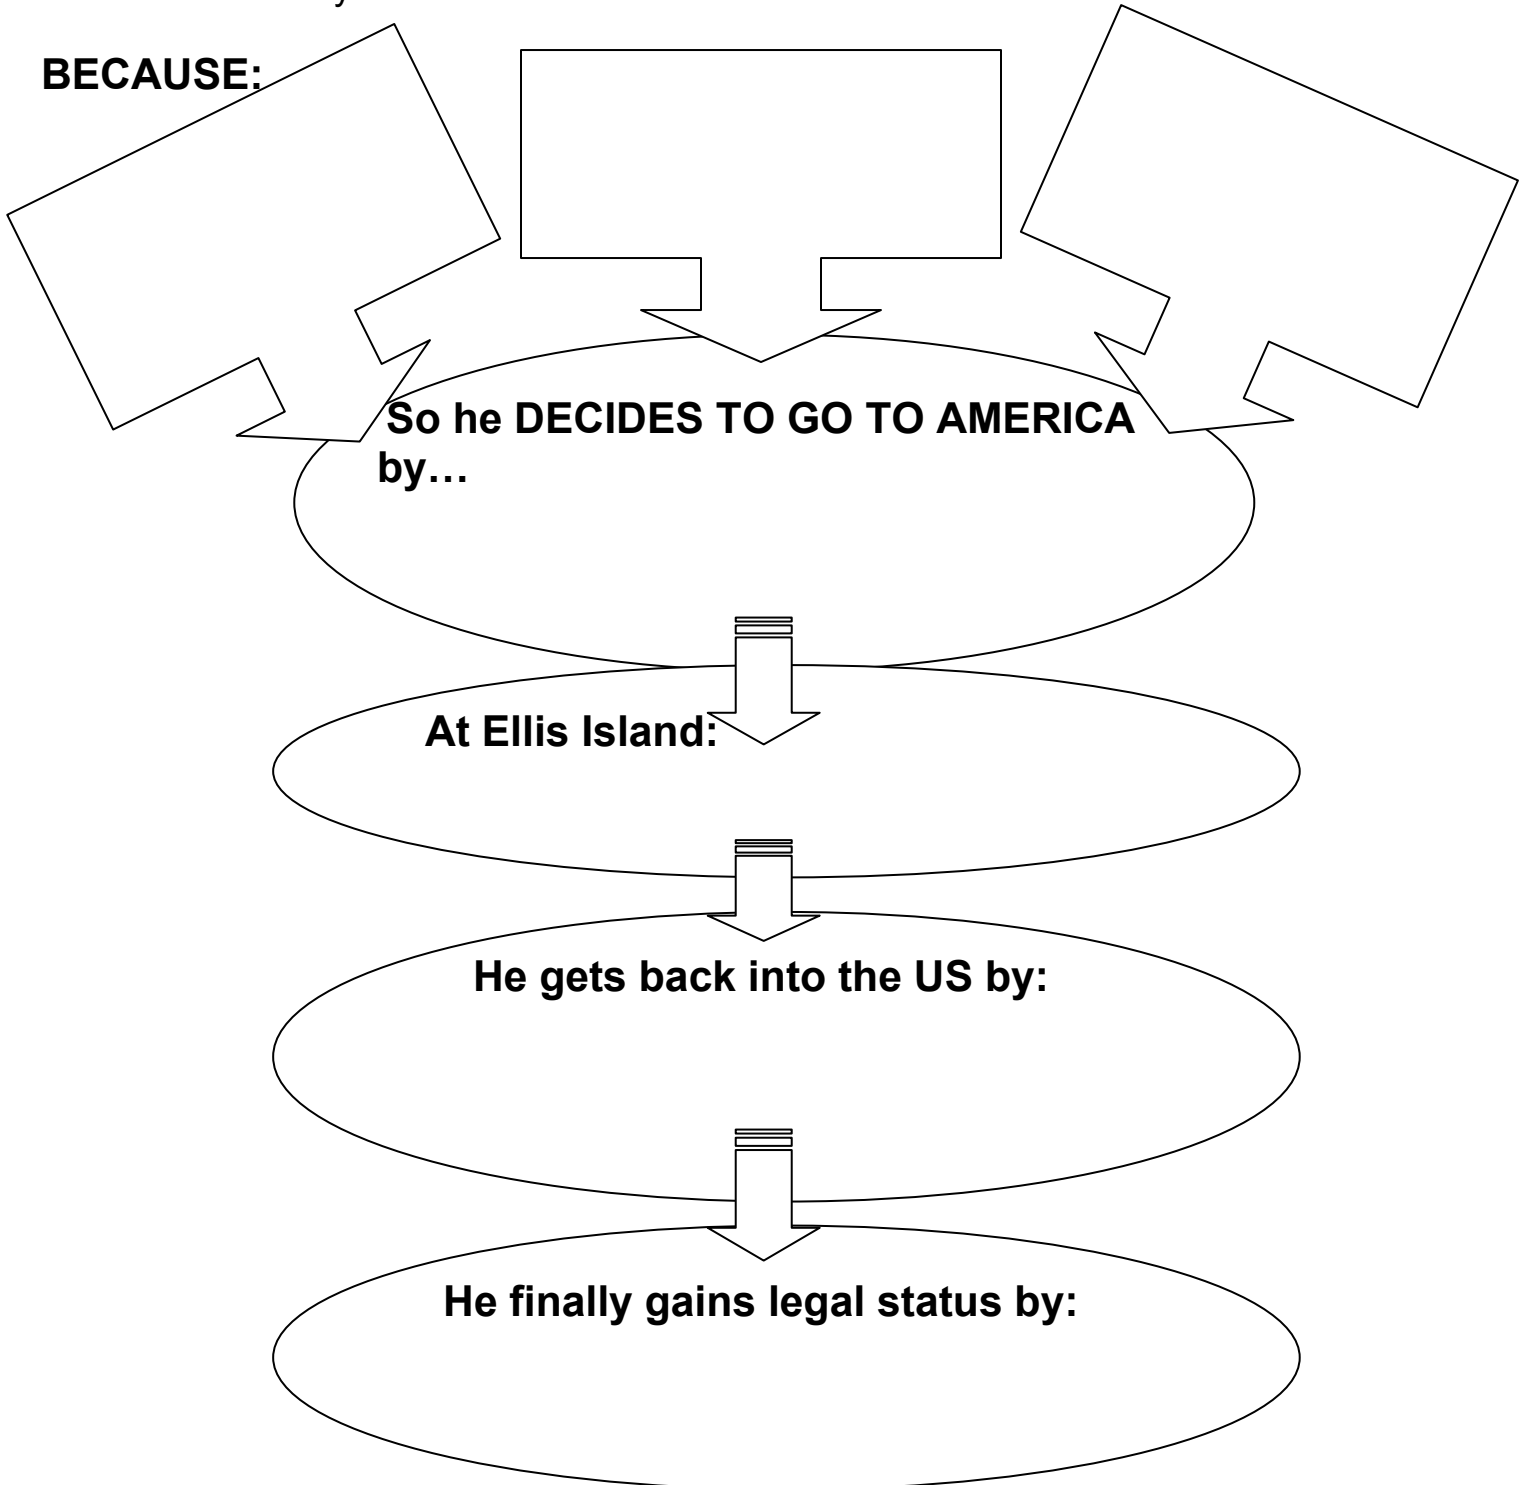 BECAUSE:
So he DECIDES TO GO TO AMERICA
by…
At Ellis Island:
He gets back into the US by:
He finally gains legal status by: